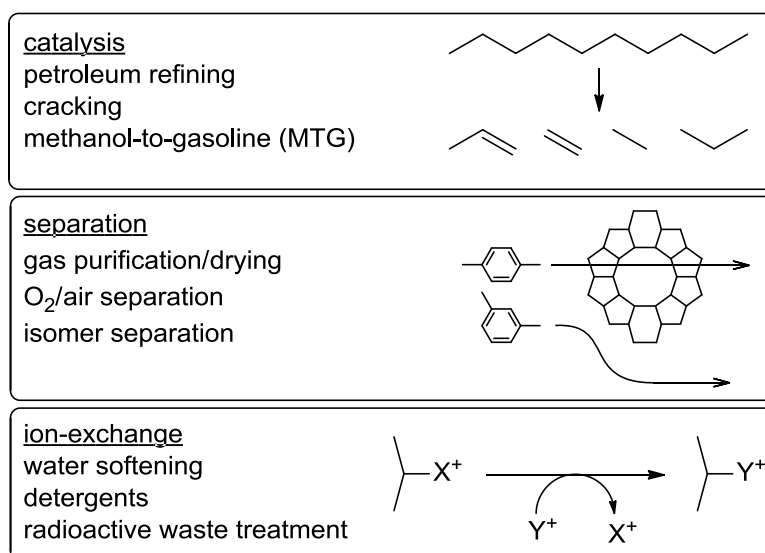 catalysis
petroleum refining
cracking
methanol-to-gasoline (MTG)
separation
gas purification/drying
O₂/air separation
isomer separation
ion-exchange
water softening
detergents
radioactive waste treatment
X⁺
Y⁺
X⁺
Y⁺